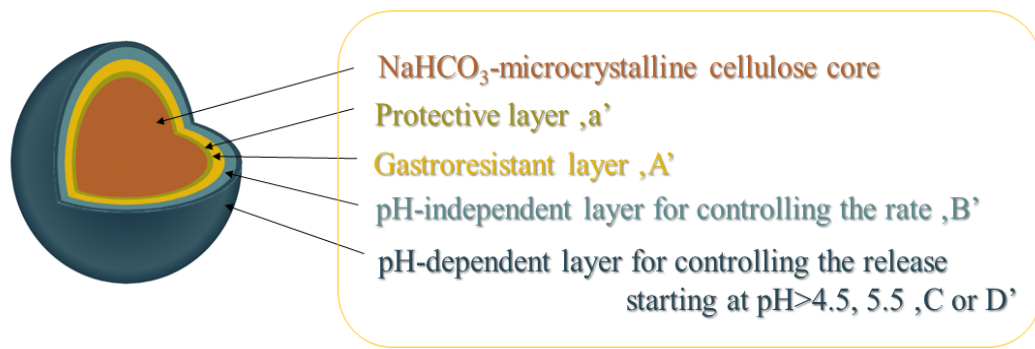 NaHCO₃-microcrystalline cellulose core
Protective layer ‚a’
Gastroresistant layer ‚A’
pH-independent layer for controlling the rate ‚B’
pH-dependent layer for controlling the release
starting at pH>4.5, 5.5 ‚C or D’